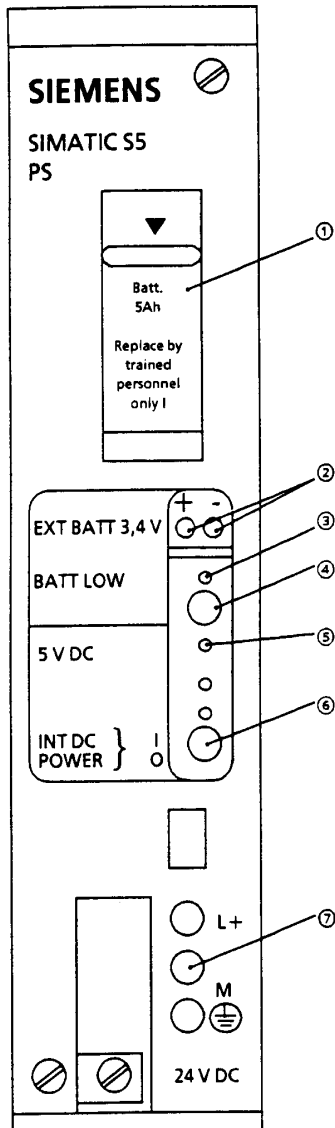 SIEMENS
SIMATIC S5
PS
①
▼
Batt.
5Ah
Replace by
trained
personnel
only !
②
+ -
EXT BATT 3,4 V
③
BATT LOW
④
5 V DC
⑤
⑥
INT DC } I
POWER O
L+
⑦
M
24 V DC